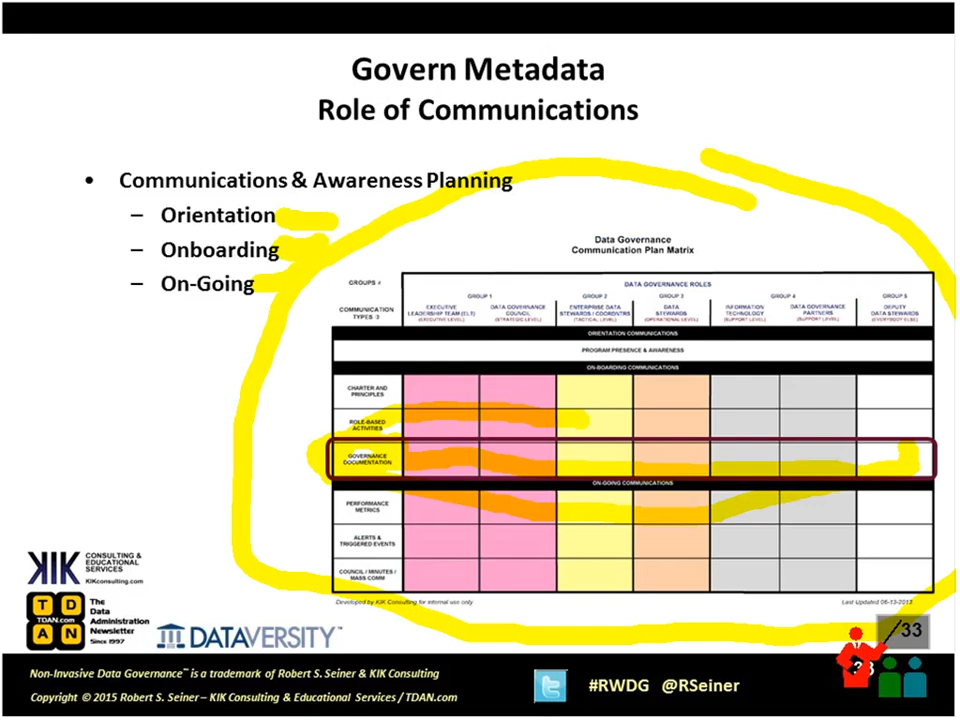 Govern Metadata
Role of Communications
• Communications & Awareness Planning
– Orientation
– Onboarding
– On-Going
Data Governance
Communication Plan Matrix
GROUPS #
DATA GOVERNANCE ROLES
GROUP 1
GROUP 2
GROUP 3
GROUP 4
GROUP 5
COMMUNICATION
TYPES
EXECUTIVE
LEADERSHIP TEAM (ELT)
(EXECUTIVE LEVEL)
DATA GOVERNANCE
COUNCIL
(STRATEGIC LEVEL)
ENTERPRISE DATA
STEWARDS / COORDNTRS
(TACTICAL LEVEL)
DATA
STEWARDS
(OPERATIONAL LEVEL)
INFORMATION
TECHNOLOGY
(SUPPORT LEVEL)
DATA GOVERNANCE
PARTNERS
(SUPPORT LEVEL)
DEPUTY
DATA STEWARDS
(EVERYBODY ELSE)
ORIENTATION COMMUNICATIONS
PROGRAM PRESENCE & AWARENESS
ON-BOARDING COMMUNICATIONS
CHARTER AND
PRINCIPLES
ROLE-BASED
ACTIVITIES
GOVERNANCE
DOCUMENTATION
ON-GOING COMMUNICATIONS
PERFORMANCE
METRICS
ALERTS &
TRIGGERED EVENTS
COUNCIL / MINUTES /
MASS COMM
Developed by KIK Consulting for internal use only
Last Updated 06-13-2013
KIK
CONSULTING &
EDUCATIONAL
SERVICES
KIKconsulting.com
T D
TDAN.com
A N
The
Data
Administration
Newsletter
Since 1997
DATAVERSITY™
/33
Non-Invasive Data Governance™ is a trademark of Robert S. Seiner & KIK Consulting
Copyright © 2015 Robert S. Seiner – KIK Consulting & Educational Services / TDAN.com
#RWDG @RSeiner